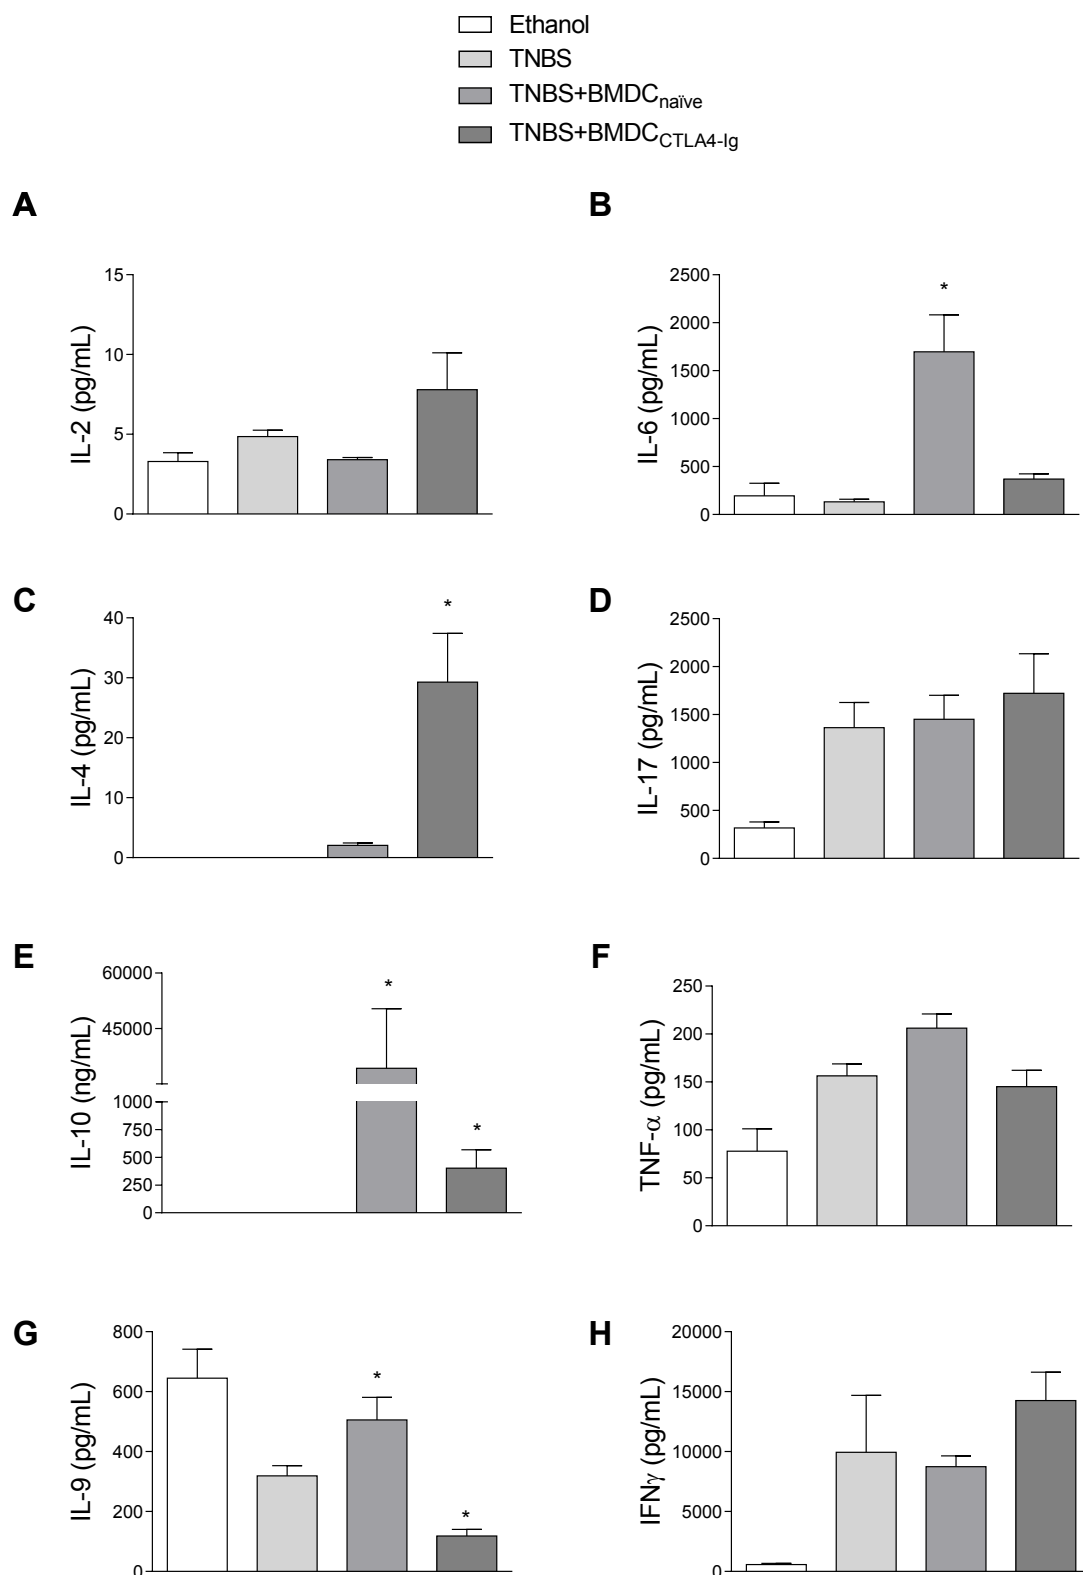 Ethanol
TNBS
TNBS+BMDCnaïve
TNBS+BMDCCTLA4-Ig
A
15
10
5
0
IL-2 (pg/mL)
B
2500
2000
1500
1000
500
0
IL-6 (pg/mL)
*
C
40
30
20
10
0
IL-4 (pg/mL)
*
D
2500
2000
1500
1000
500
0
IL-17 (pg/mL)
E
60000
45000
1000
750
500
250
0
IL-10 (ng/mL)
*
*
F
250
200
150
100
50
0
TNF-α (pg/mL)
G
800
600
400
200
0
IL-9 (pg/mL)
*
*
H
20000
15000
10000
5000
0
IFNγ (pg/mL)